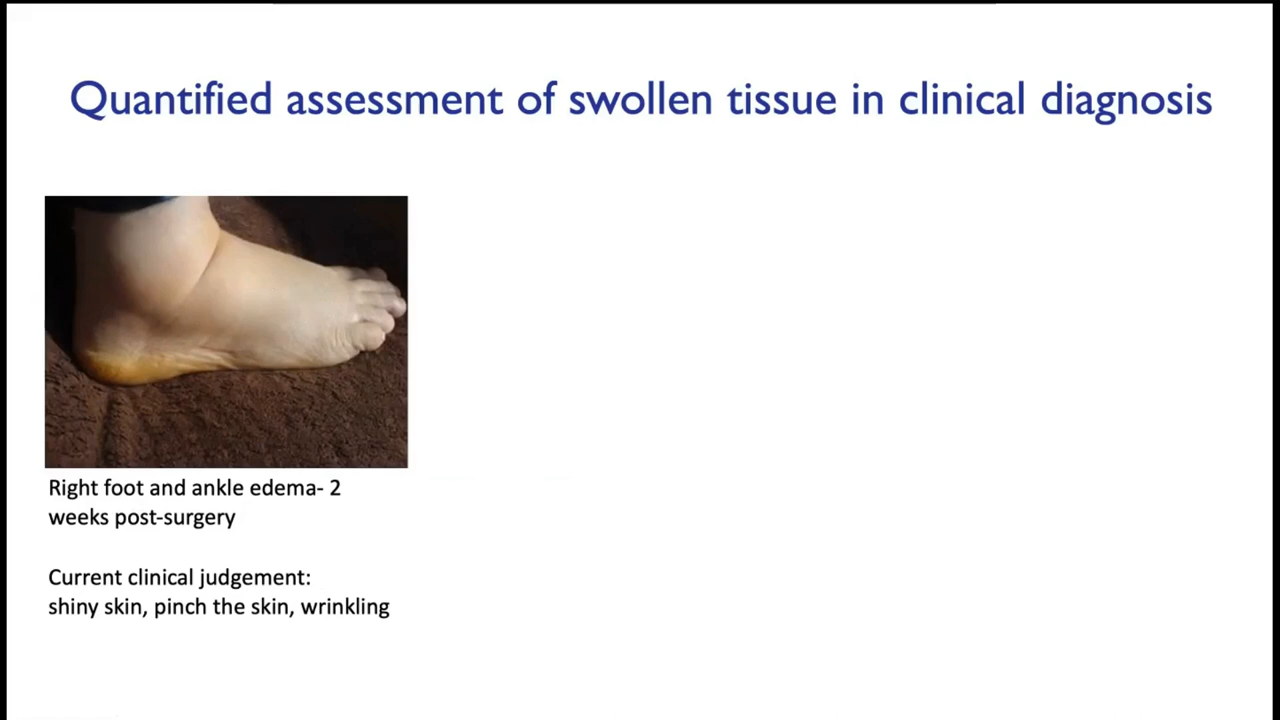 Quantified assessment of swollen tissue in clinical diagnosis
Right foot and ankle edema- 2
weeks post-surgery
Current clinical judgement:
shiny skin, pinch the skin, wrinkling